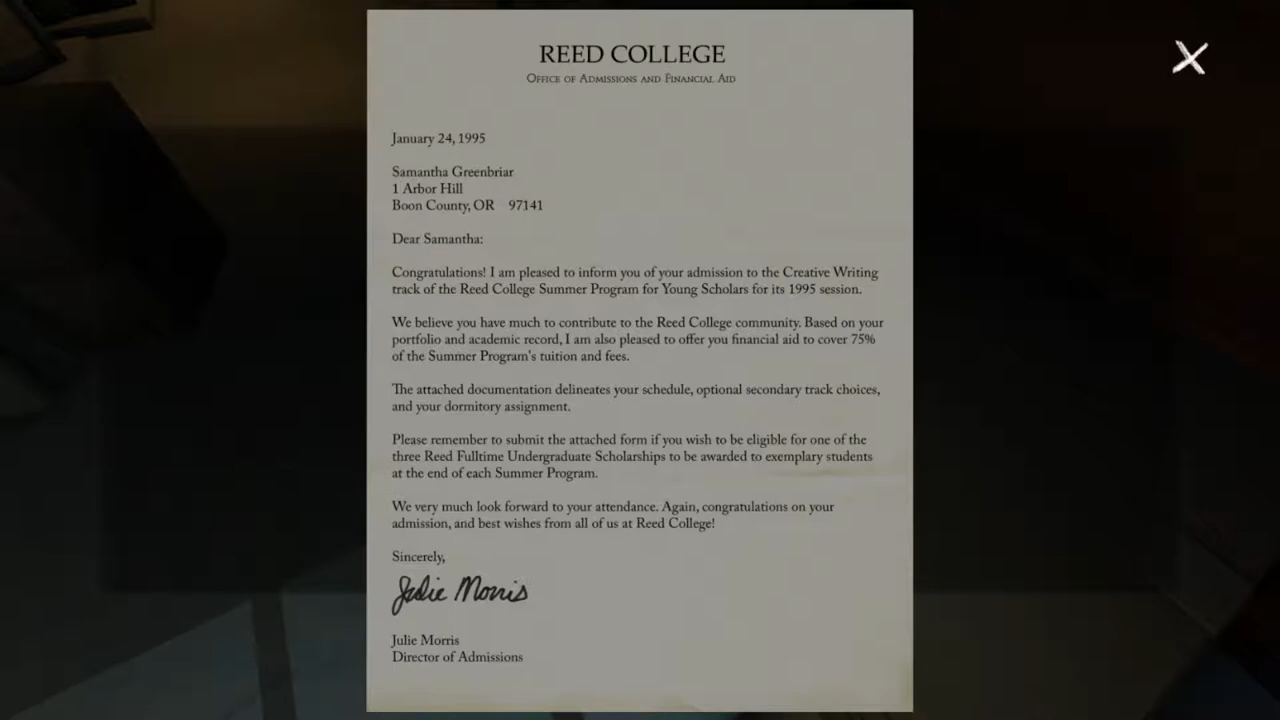 REED COLLEGE
Office of Admissions and Financial Aid
January 24, 1995
Samantha Greenbriar
1 Arbor Hill
Boon County, OR 97141
Dear Samantha:
Congratulations! I am pleased to inform you of your admission to the Creative Writing
track of the Reed College Summer Program for Young Scholars for its 1995 session.
We believe you have much to contribute to the Reed College community. Based on your
portfolio and academic record, I am also pleased to offer you financial aid to cover 75%
of the Summer Program's tuition and fees.
The attached documentation delineates your schedule, optional secondary track choices,
and your dormitory assignment.
Please remember to submit the attached form if you wish to be eligible for one of the
three Reed Fulltime Undergraduate Scholarships to be awarded to exemplary students
at the end of each Summer Program.
We very much look forward to your attendance. Again, congratulations on your
admission, and best wishes from all of us at Reed College!
Sincerely,
Julie Morris
Julie Morris
Director of Admissions